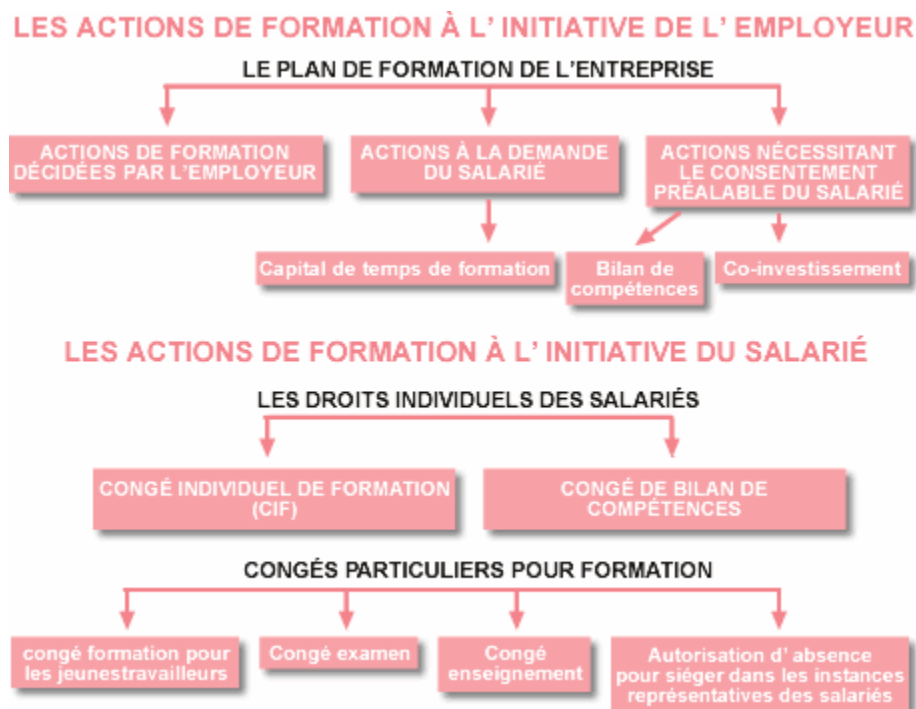 LES ACTIONS DE FORMATION À L' INITIATIVE DE L' EMPLOYEUR
LE PLAN DE FORMATION DE L'ENTREPRISE
ACTIONS DE FORMATION
DÉCIDÉES PAR L'EMPLOYEUR
ACTIONS À LA DEMANDE
DU SALARIÉ
ACTIONS NÉCESSITANT
LE CONSENTEMENT
PRÉALABLE DU SALARIÉ
Capital de temps de formation
Bilan de
compétences
Co-investissement
LES ACTIONS DE FORMATION À L' INITIATIVE DU SALARIÉ
LES DROITS INDIVIDUELS DES SALARIÉS
CONGÉ INDIVIDUEL DE FORMATION
(CIF)
CONGÉ DE BILAN DE
COMPÉTENCES
CONGÉS PARTICULIERS POUR FORMATION
congé formation pour
les jeunestravailleurs
Congé examen
Congé
enseignement
Autorisation d' absence
pour siéger dans les instances
représentatives des salariés